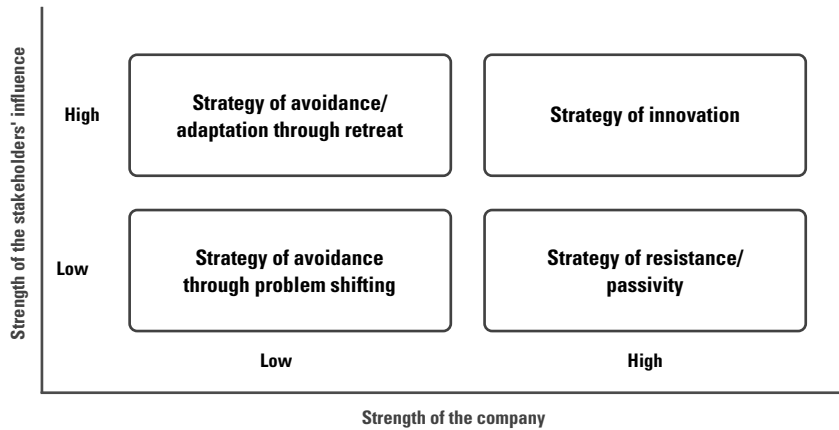 Strength of the stakeholders' influence
High
Strategy of avoidance/
adaptation through retreat
Strategy of innovation
Low
Strategy of avoidance
through problem shifting
Strategy of resistance/
passivity
Low
High
Strength of the company